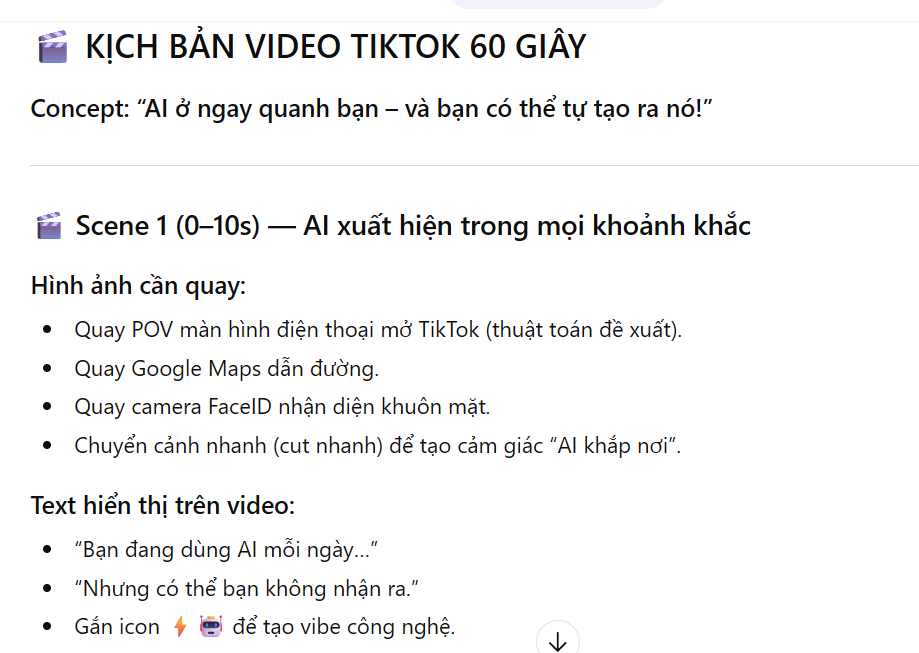 🎬 KỊCH BẢN VIDEO TIKTOK 60 GIÂY
Concept: “AI ở ngay quanh bạn – và bạn có thể tự tạo ra nó!”
🎬 Scene 1 (0–10s) — AI xuất hiện trong mọi khoảnh khắc
Hình ảnh cần quay:
• Quay POV màn hình điện thoại mở TikTok (thuật toán đề xuất).
• Quay Google Maps dẫn đường.
• Quay camera FaceID nhận diện khuôn mặt.
• Chuyển cảnh nhanh (cut nhanh) để tạo cảm giác “AI khắp nơi”.
Text hiển thị trên video:
• “Bạn đang dùng AI mỗi ngày…”
• “Nhưng có thể bạn không nhận ra.”
• Gắn icon ⚡ 🤖 để tạo vibe công nghệ.